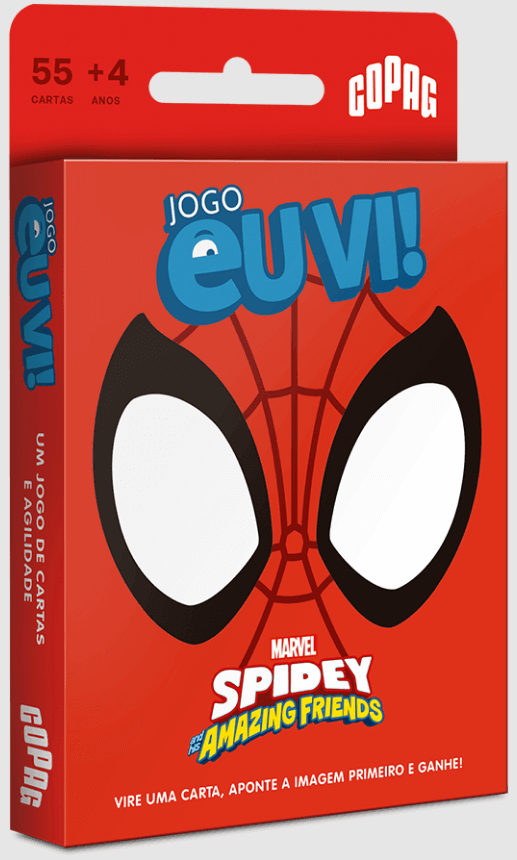 55 +4
CARTAS ANOS
COPAG
JOGO
eUVI!
JOGO
eUVI!
UM JOGO DE CARTAS
E AGILIDADE
COPAG
MARVEL
SPIDEY
and his
AMAZING FRIENDS
VIRE UMA CARTA, APONTE A IMAGEM PRIMEIRO E GANHE!